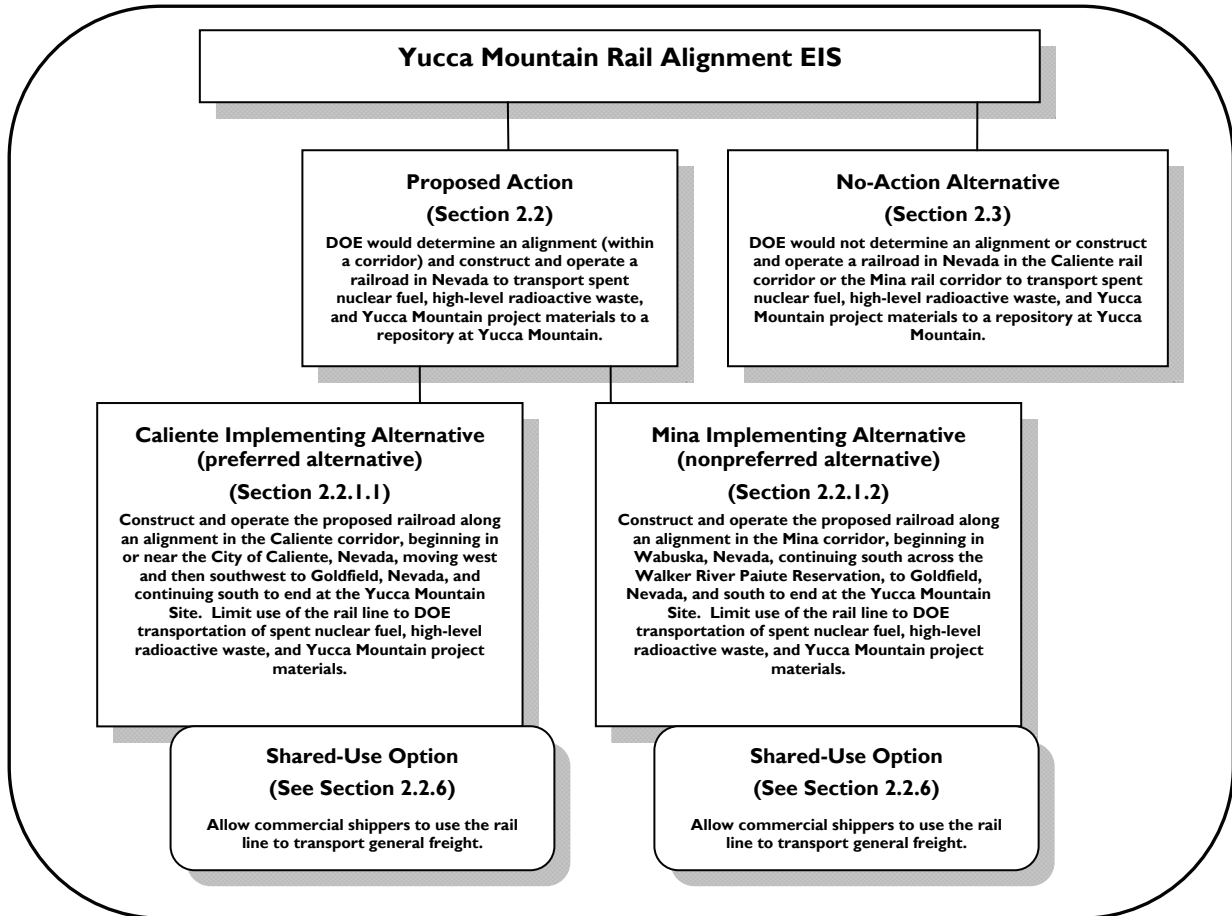 Yucca Mountain Rail Alignment EIS
Proposed Action
(Section 2.2)
DOE would determine an alignment (within
a corridor) and construct and operate a
railroad in Nevada to transport spent
nuclear fuel, high-level radioactive waste,
and Yucca Mountain project materials to a
repository at Yucca Mountain.
No-Action Alternative
(Section 2.3)
DOE would not determine an alignment or construct
and operate a railroad in Nevada in the Caliente rail
corridor or the Mina rail corridor to transport spent
nuclear fuel, high-level radioactive waste, and Yucca
Mountain project materials to a repository at Yucca
Mountain.
Caliente Implementing Alternative
(preferred alternative)
(Section 2.2.1.1)
Construct and operate the proposed railroad along
an alignment in the Caliente corridor, beginning in
or near the City of Caliente, Nevada, moving west
and then southwest to Goldfield, Nevada, and
continuing south to end at the Yucca Mountain
Site. Limit use of the rail line to DOE
transportation of spent nuclear fuel, high-level
radioactive waste, and Yucca Mountain project
materials.
Mina Implementing Alternative
(nonpreferred alternative)
(Section 2.2.1.2)
Construct and operate the proposed railroad along
an alignment in the Mina corridor, beginning in
Wabuska, Nevada, continuing south across the
Walker River Paiute Reservation, to Goldfield,
Nevada, and south to end at the Yucca Mountain
Site. Limit use of the rail line to DOE
transportation of spent nuclear fuel, high-level
radioactive waste, and Yucca Mountain project
materials.
Shared-Use Option
(See Section 2.2.6)
Allow commercial shippers to use the rail
line to transport general freight.
Shared-Use Option
(See Section 2.2.6)
Allow commercial shippers to use the rail
line to transport general freight.